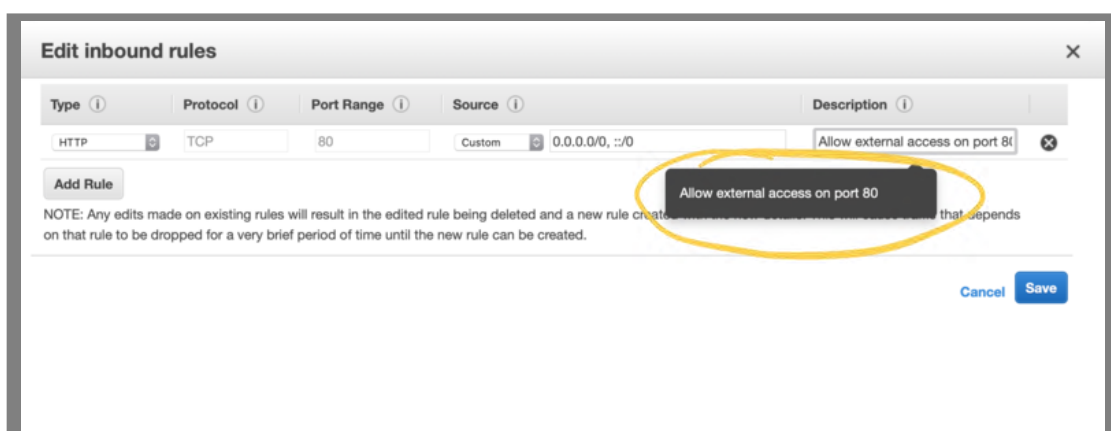 Edit inbound rules
Type Protocol Port Range Source Description
HTTP TCP 80 Custom 0.0.0.0/0, ::/0 Allow external access on port 8
Add Rule
Allow external access on port 80
NOTE: Any edits made on existing rules will result in the edited rule being deleted and a new rule created that depends
on that rule to be dropped for a very brief period of time until the new rule can be created.
Cancel Save